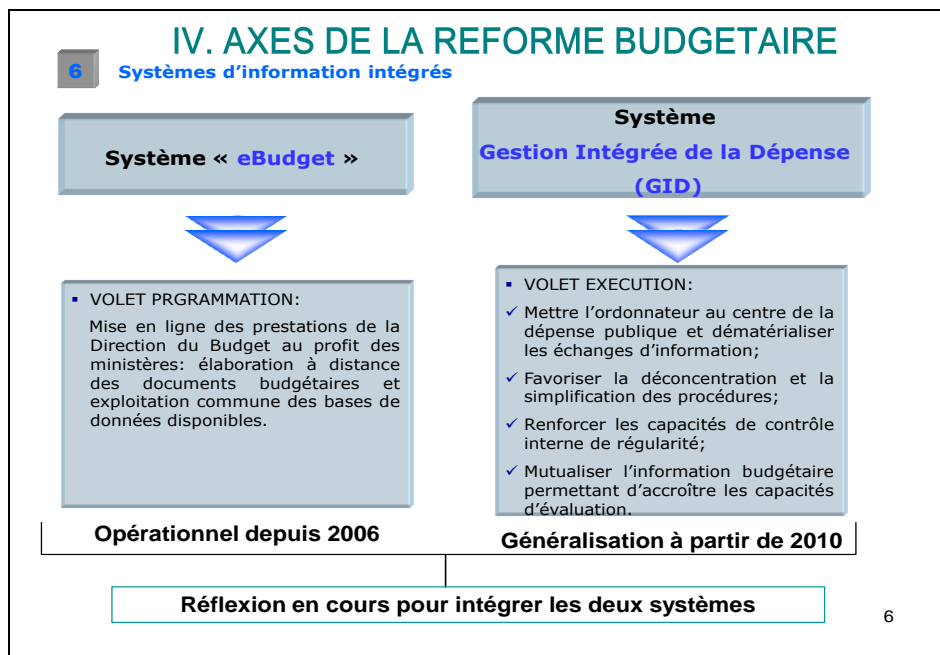 IV. AXES DE LA REFORME BUDGETAIRE
6
Systèmes d’information intégrés
Système « eBudget »
Système
Gestion Intégrée de la Dépense
(GID)
▪ VOLET PRGRAMMATION:
Mise en ligne des prestations de la
Direction du Budget au profit des
ministères: élaboration à distance
des documents budgétaires et
exploitation commune des bases de
données disponibles.
▪ VOLET EXECUTION:
✓ Mettre l’ordonnateur au centre de la
dépense publique et dématérialiser
les échanges d’information;
✓ Favoriser la déconcentration et la
simplification des procédures;
✓ Renforcer les capacités de contrôle
interne de régularité;
✓ Mutualiser l’information budgétaire
permettant d’accroître les capacités
d’évaluation.
Opérationnel depuis 2006
Généralisation à partir de 2010
Réflexion en cours pour intégrer les deux systèmes
6